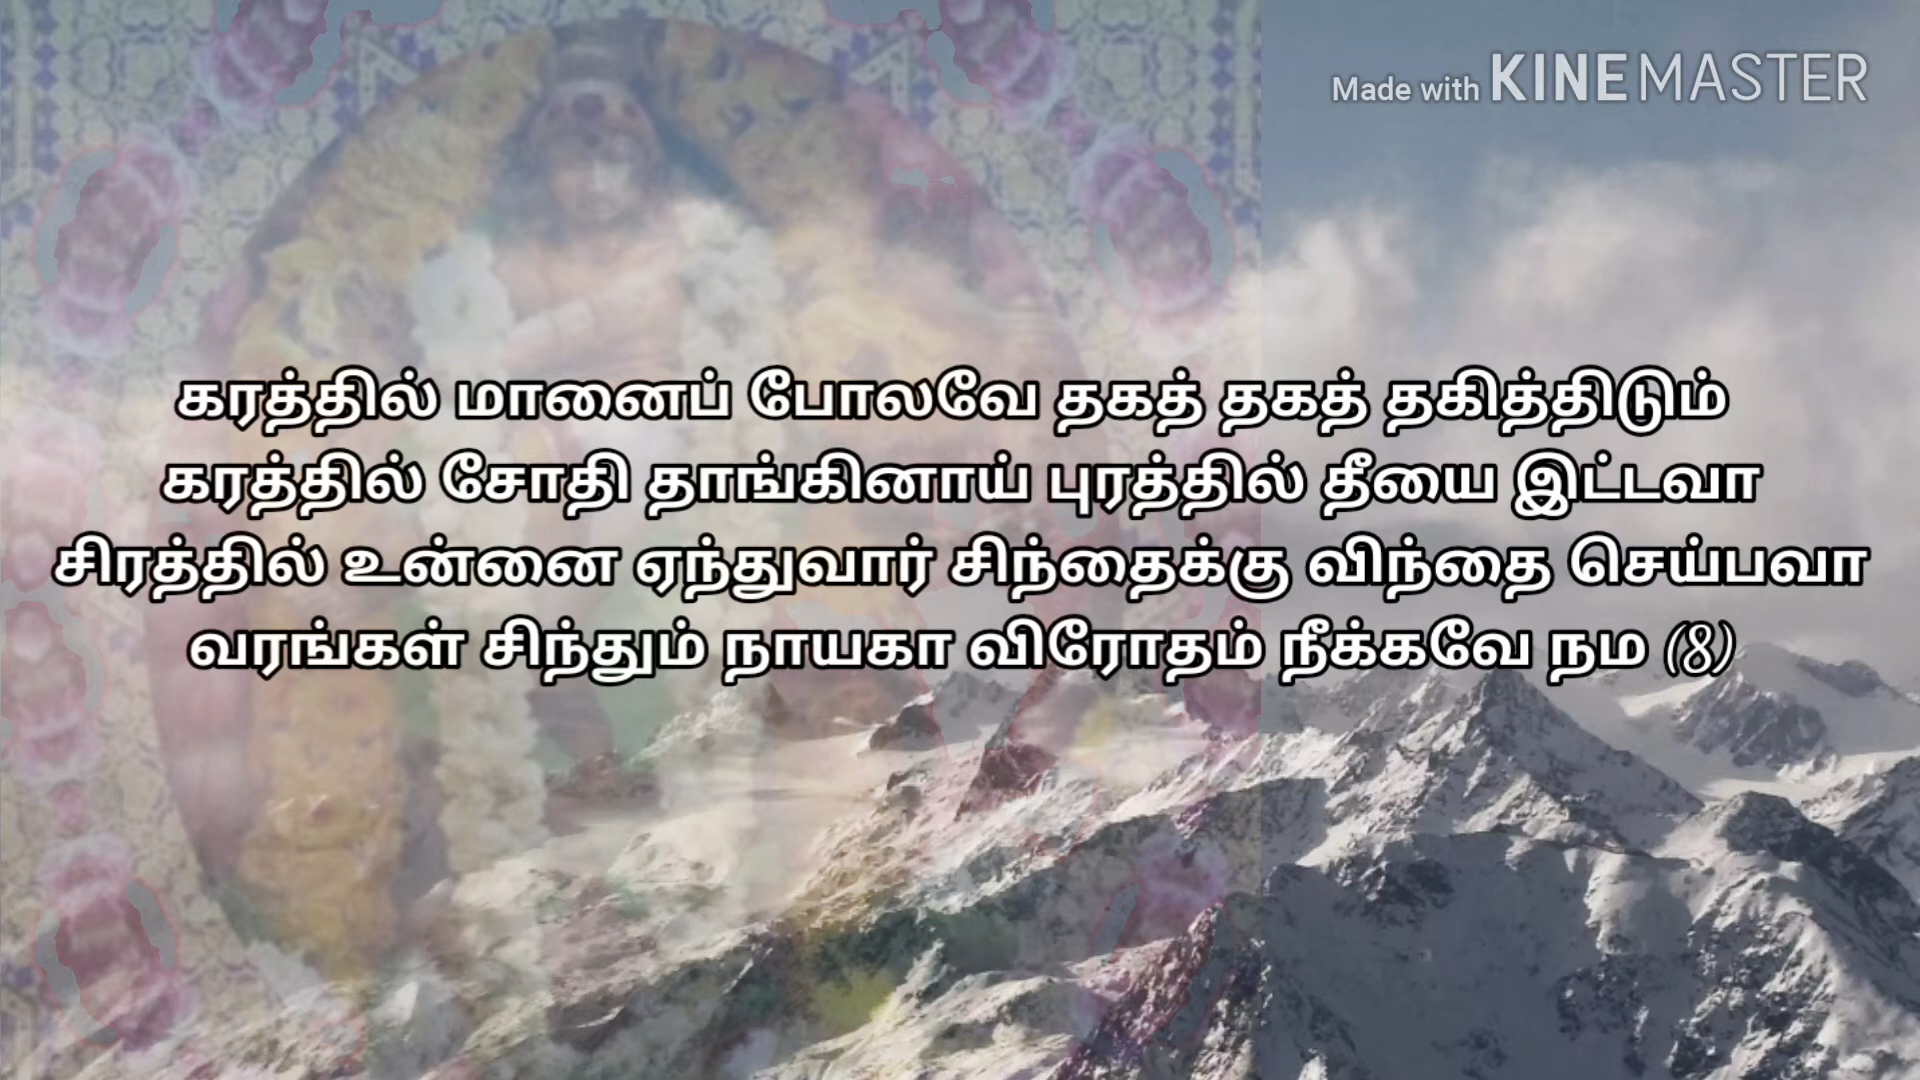 Made with KINEMASTER
கரத்தில் மானைப் போலவே தகத் தகத் தகித்திடும்
கரத்தில் சோதி தாங்கினாய் புரத்தில் தீயை இட்டவா
சிரத்தில் உன்னை ஏந்துவார் சிந்தைக்கு விந்தை செய்பவா
வரங்கள் சிந்தும் நாயகா விரோதம் நீக்கவே நம (8)